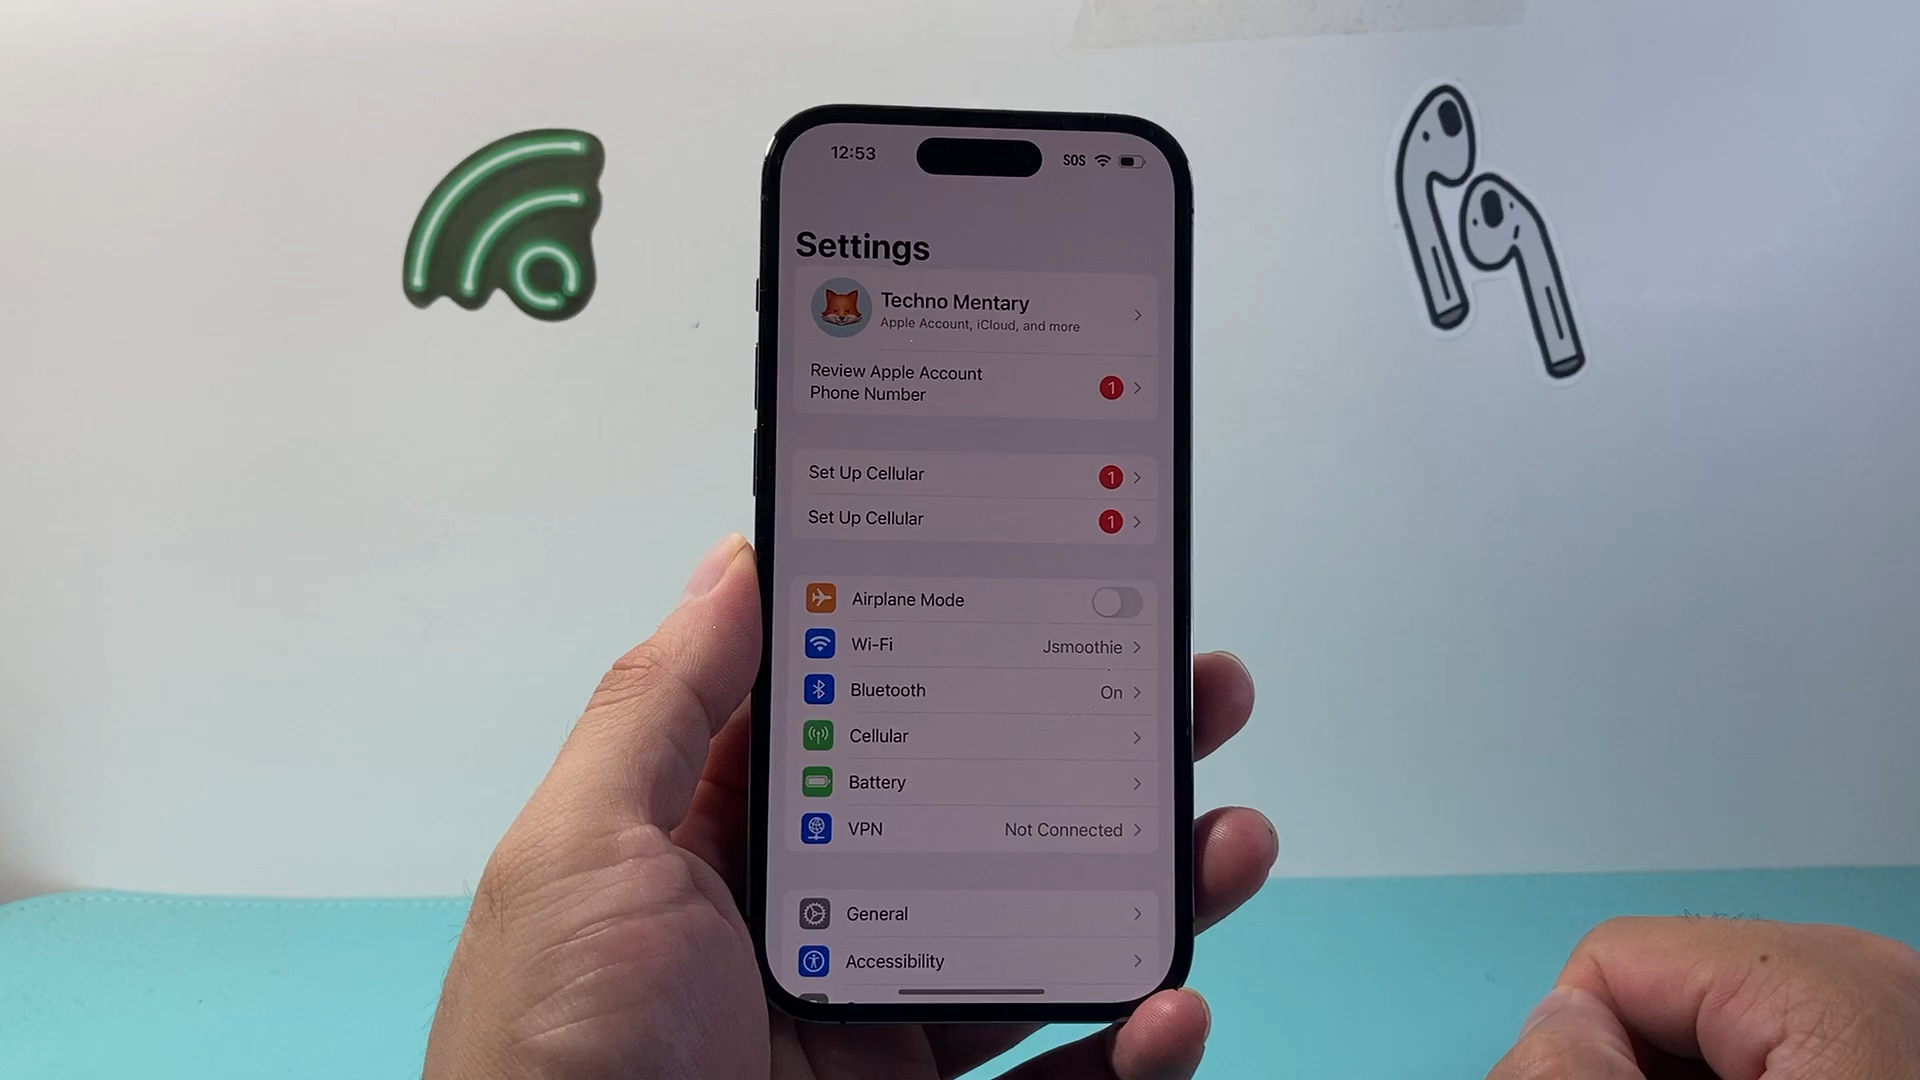 12:53
SOS
Settings
Techno Mentary
Apple Account, iCloud, and more
Review Apple Account
Phone Number
1
Set Up Cellular
1
Set Up Cellular
1
Airplane Mode
Wi-Fi
Jsmoothie
Bluetooth
On
Cellular
Battery
VPN
Not Connected
General
Accessibility